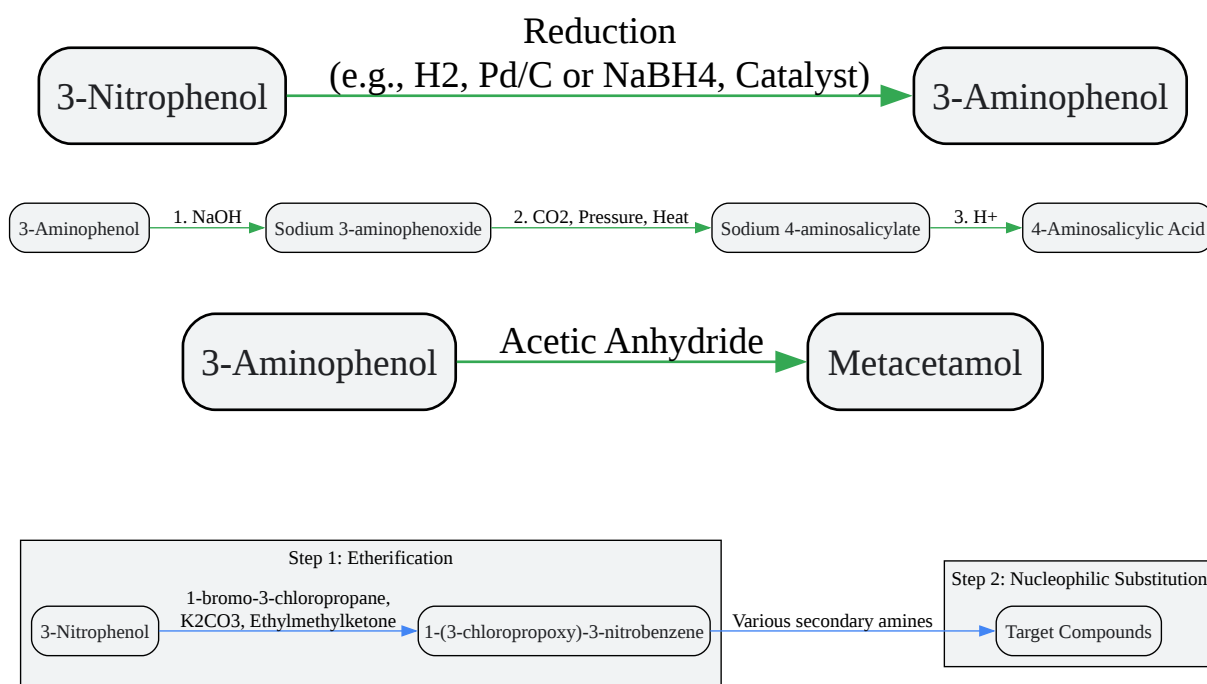 Reduction
(e.g., H2, Pd/C or NaBH4, Catalyst)
3-Nitrophenol
3-Aminophenol
3-Aminophenol
1. NaOH
Sodium 3-aminophenoxide
2. CO2, Pressure, Heat
Sodium 4-aminosalicylate
3. H+
4-Aminosalicylic Acid
3-Aminophenol
Acetic Anhydride
Metacetamol
Step 1: Etherification
3-Nitrophenol
1-bromo-3-chloropropane,
K2CO3, Ethylmethylketone
1-(3-chloropropoxy)-3-nitrobenzene
Various secondary amines
Step 2: Nucleophilic Substitution
Target Compounds